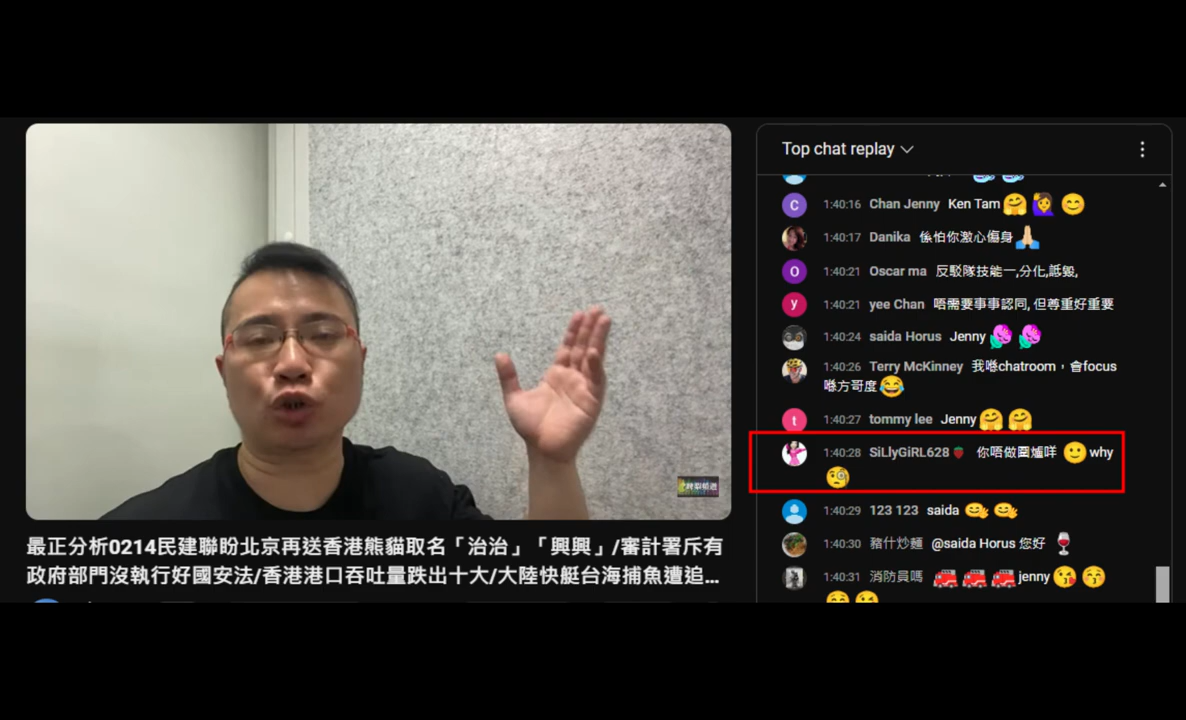 最正分析0214民建聯盼北京再送香港熊貓取名「治治」「興興」/審計署斥有
政府部門沒執行好國安法/香港港口吞吐量跌出十大/大陸快艇台海捕魚遭追...
Top chat replay
C 1:40:16 Chan Jenny Ken Tam🤗🙋‍♀️😊
1:40:17 Danika 係怕你激心傷身🙏
O 1:40:21 Oscar ma 反駁隊技能一,分化,詆毀,
y 1:40:21 yee Chan 唔需要事事認同, 但尊重好重要
1:40:24 saida Horus Jenny
1:40:26 Terry McKinney 我喺chatroom，會focus
喺方哥度😂
t 1:40:27 tommy lee Jenny🤗🤗
1:40:28 SiLlyGiRL628🍓 你唔做圍爐咩🙂why
🧐
1:40:29 123 123 saida
1:40:30 豬什炒麵 @saida Horus 您好🍷
1:40:31 消防員嗎 🚒🚒🚒jenny😘😚